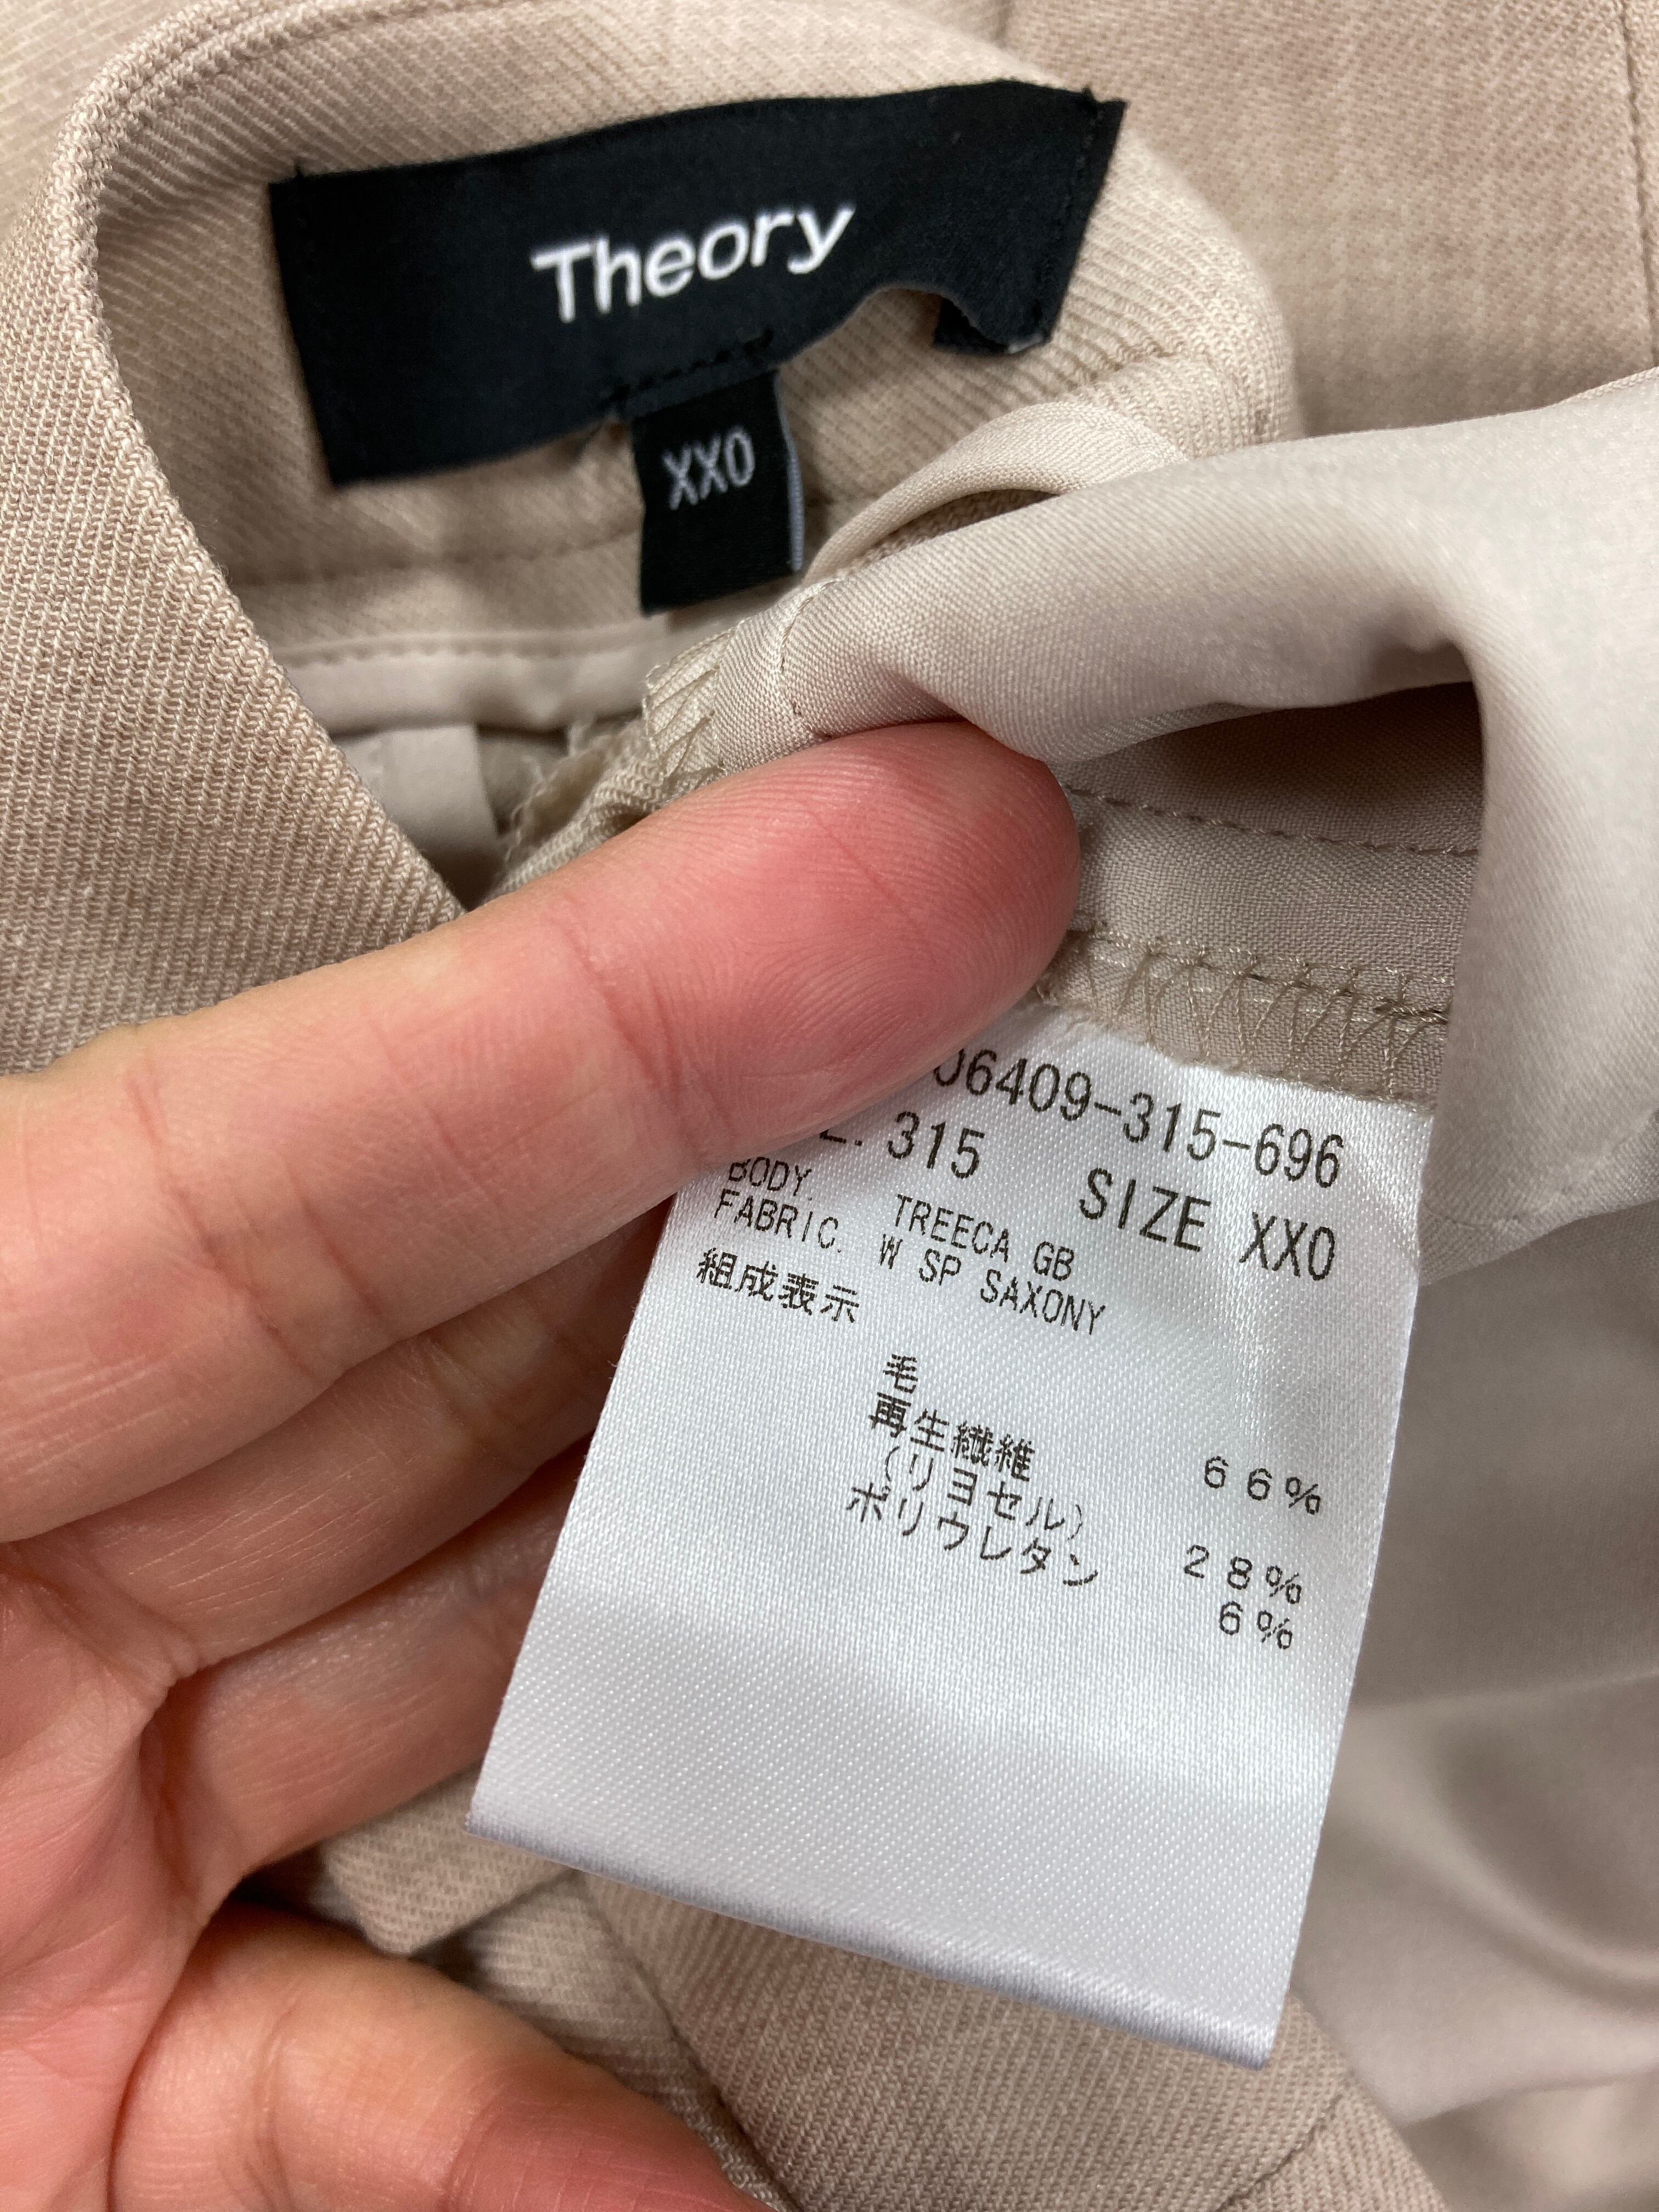 Theory
XX0
06409-315-696
315 SIZE XX0
BODY. TREECA GB
FABRIC. W SP SAXONY
組成表示
毛 66%
再生繊維
(リヨセル) 28%
ポリウレタン 6%